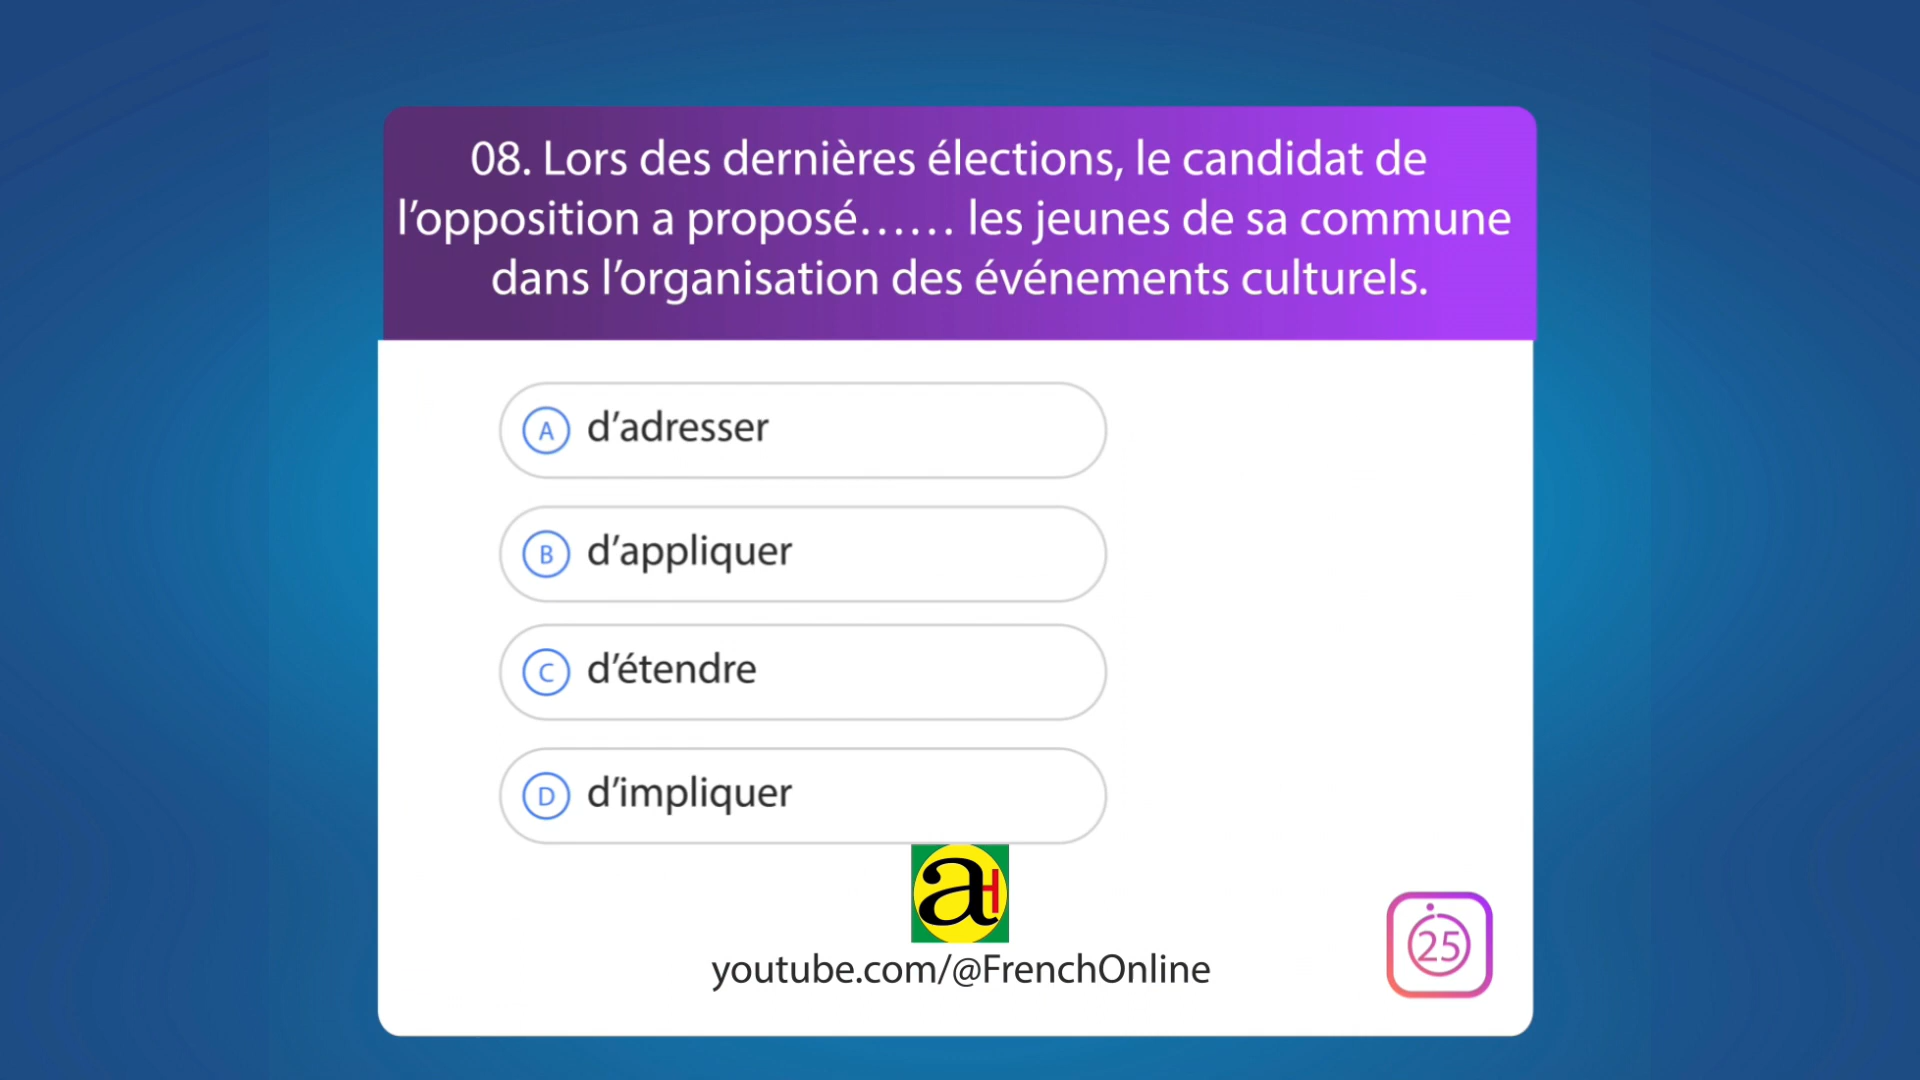 08. Lors des dernières élections, le candidat de
l’opposition a proposé…… les jeunes de sa commune
dans l’organisation des événements culturels.
A d’adresser
B d’appliquer
C d’étendre
D d’impliquer
aH
youtube.com/@FrenchOnline
25